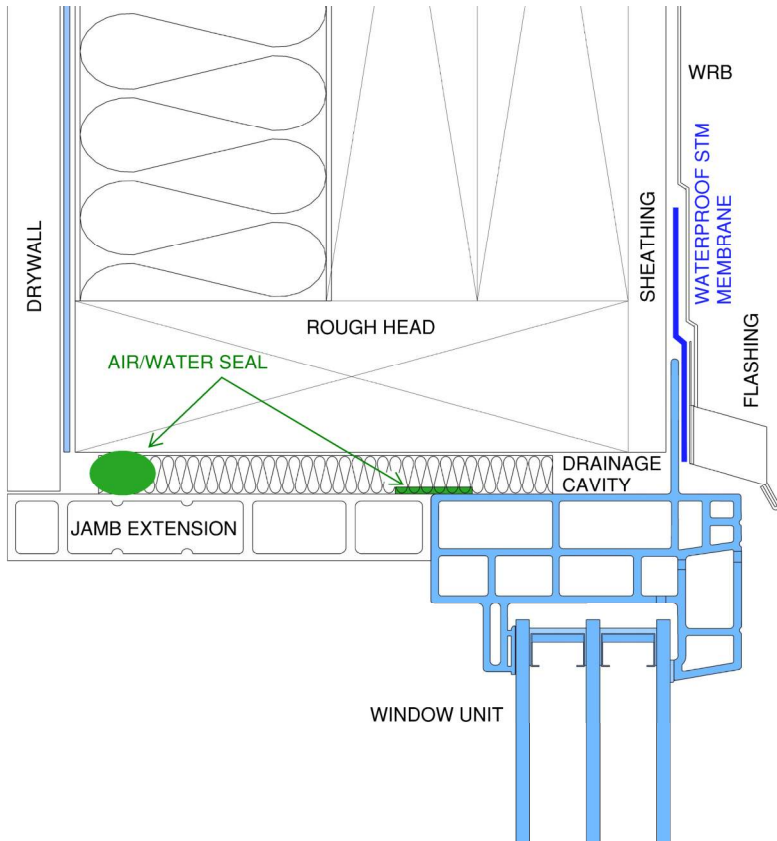 WRB
WATERPROOF STM
MEMBRANE
DRYWALL
SHEATHING
ROUGH HEAD
AIR/WATER SEAL
FLASHING
DRAINAGE
CAVITY
JAMB EXTENSION
WINDOW UNIT